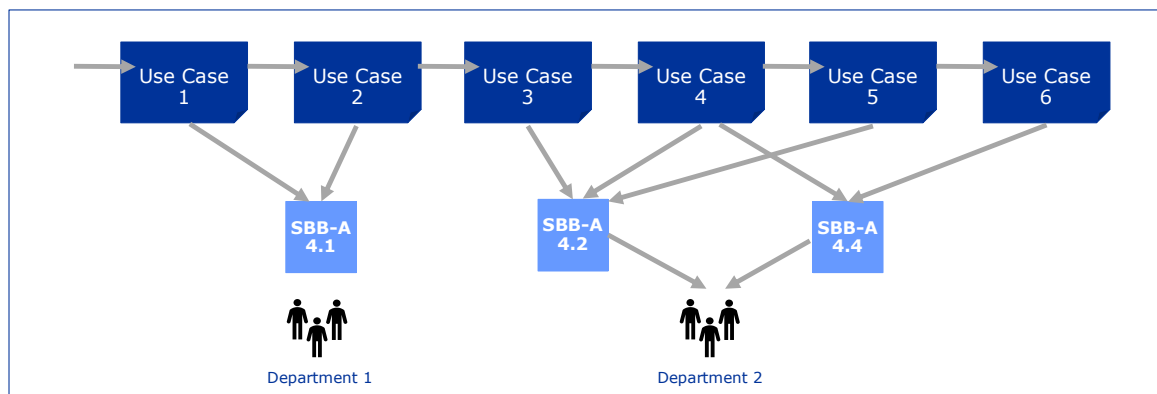 Use Case
1
Use Case
2
Use Case
3
Use Case
4
Use Case
5
Use Case
6
SBB-A
4.1
SBB-A
4.2
SBB-A
4.4
Department 1
Department 2